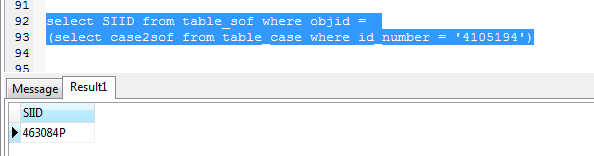 91
92 select SIID from table_sof where objid =
93 (select case2sof from table_case where id_number = '4105194')
94
95
Message Result1
SIID
463084P